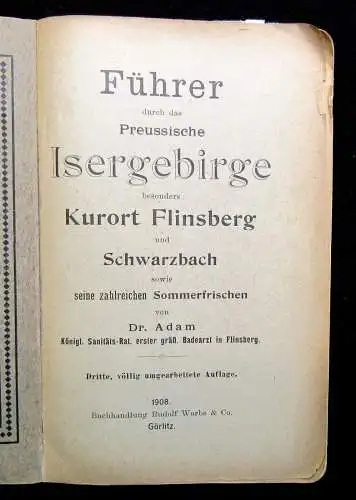 Führer
durch das
Preussische
Isergebirge
besonders
Kurort Flinsberg
und
Schwarzbach
sowie
seine zahlreichen Sommerfrischen
von
Dr. Adam
Königl. Sanitäts-Rat. erster gräfl. Badearzt in Flinsberg.
Dritte, völlig umgearbeitete Auflage.
1908.
Buchhandlung Rudolf Worbs & Co.
Görlitz.